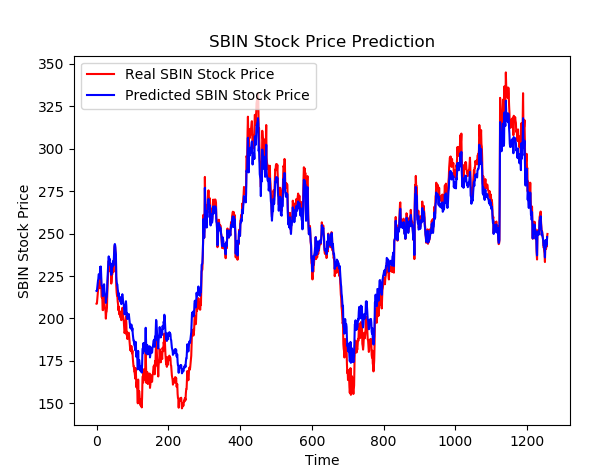 SBIN Stock Price Prediction
Real SBIN Stock Price
Predicted SBIN Stock Price
350
325
300
275
250
225
200
175
150
SBIN Stock Price
0 200 400 600 800 1000 1200
Time